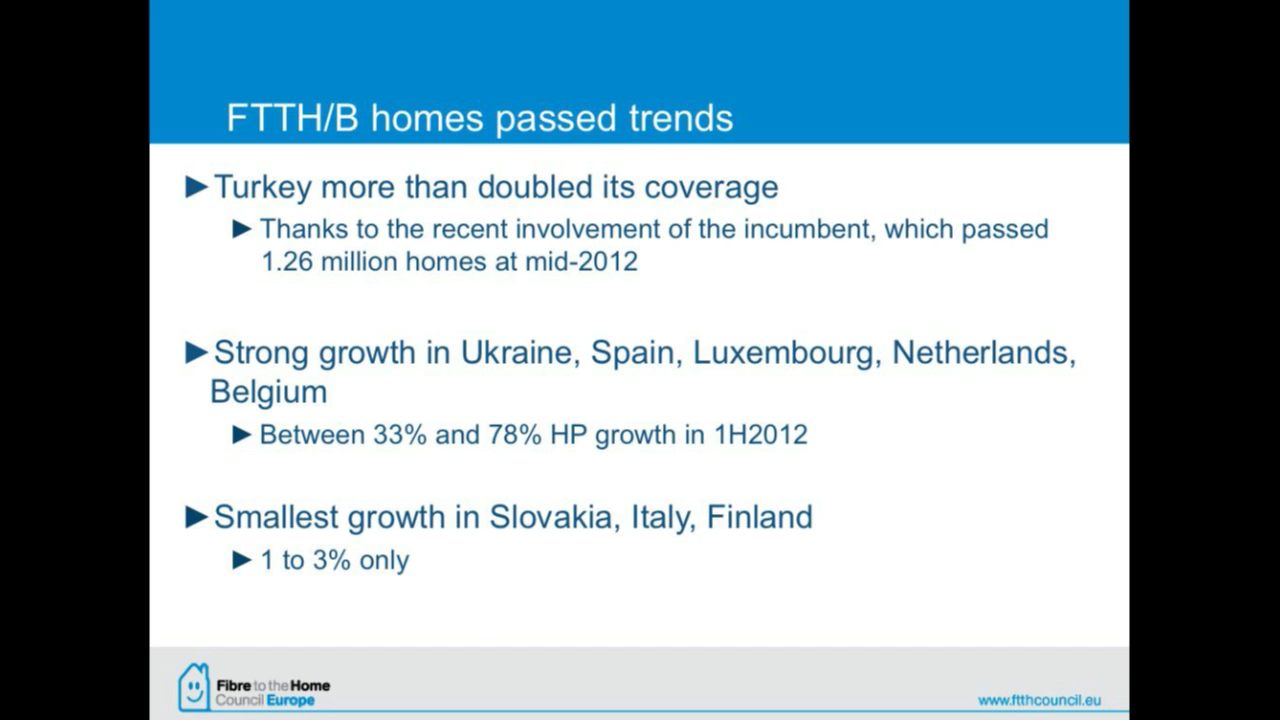 FTTH/B homes passed trends
►Turkey more than doubled its coverage
►Thanks to the recent involvement of the incumbent, which passed
1.26 million homes at mid-2012
►Strong growth in Ukraine, Spain, Luxembourg, Netherlands,
Belgium
►Between 33% and 78% HP growth in 1H2012
►Smallest growth in Slovakia, Italy, Finland
►1 to 3% only
Fibre to the Home
Council Europe
www.ftthcouncil.eu